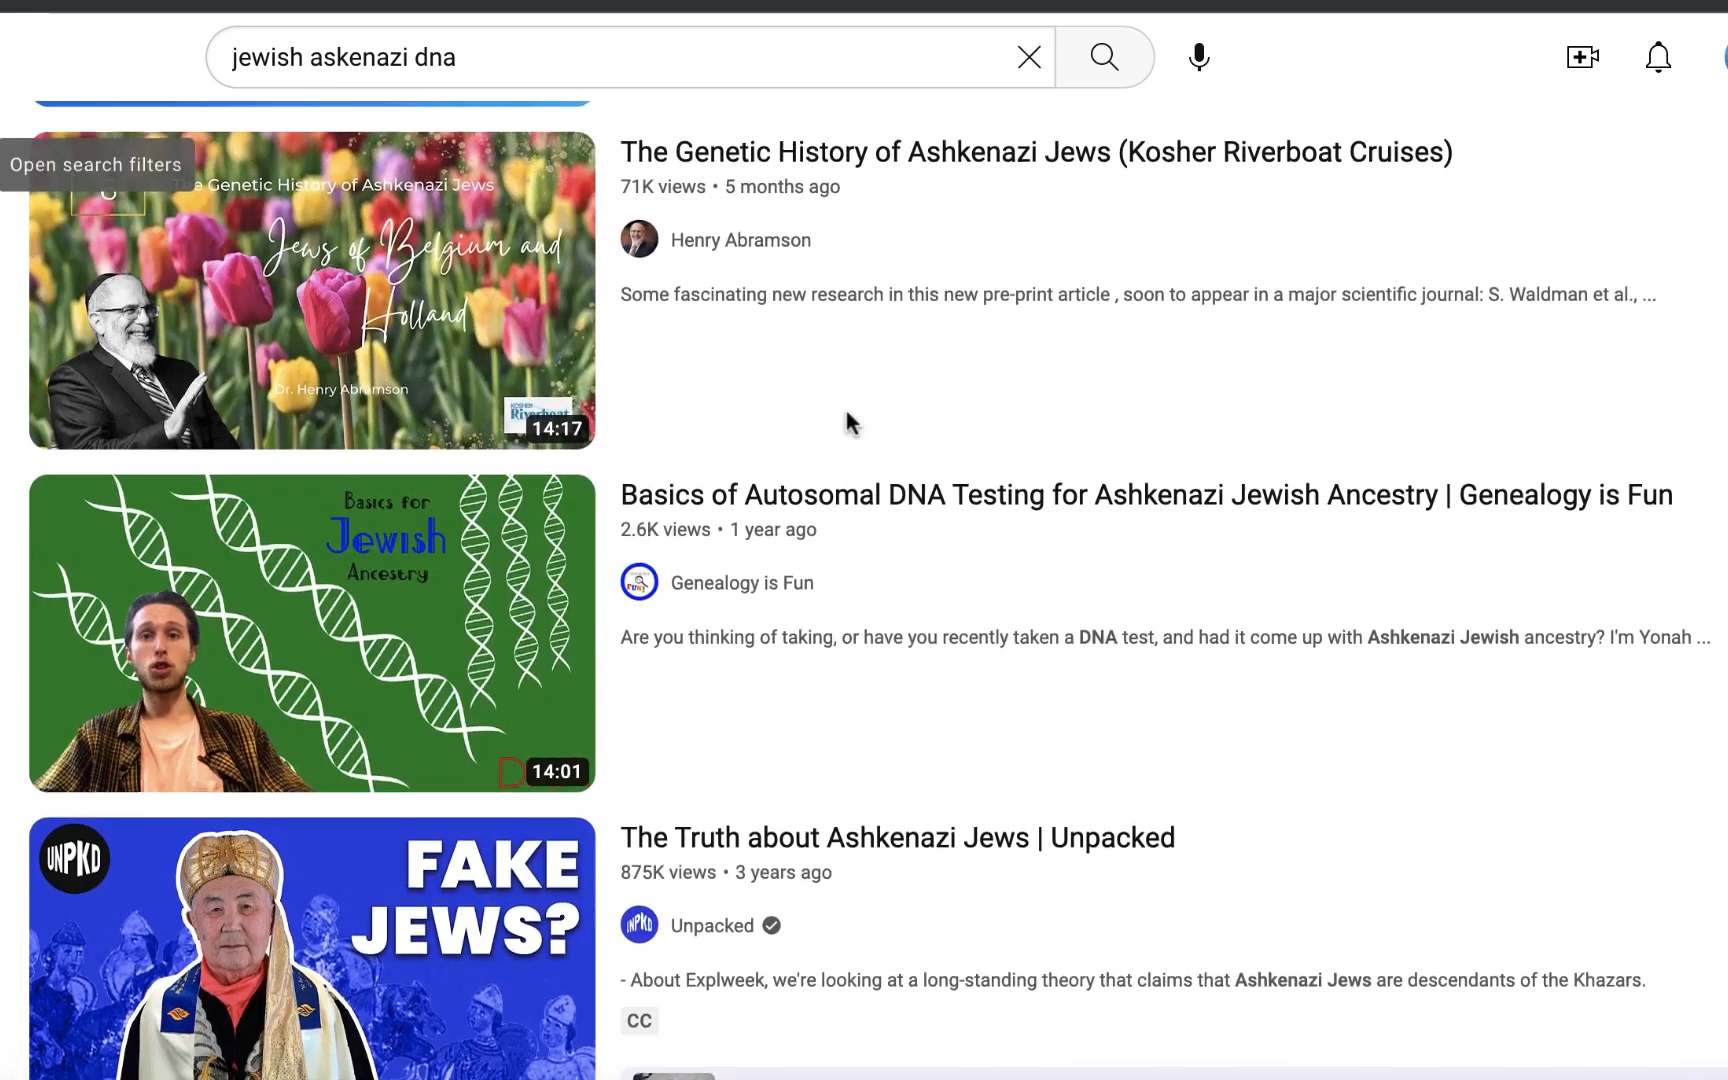 jewish askenazi dna
Open search filters
The Genetic History of Ashkenazi Jews (Kosher Riverboat Cruises)
71K views • 5 months ago
Henry Abramson
Some fascinating new research in this new pre-print article , soon to appear in a major scientific journal: S. Waldman et al., ...
e Genetic History of Ashkenazi Jews
Jews of Belgium and
Holland
Dr. Henry Abramson
KOSHER
Riverboat
14:17
Basics of Autosomal DNA Testing for Ashkenazi Jewish Ancestry | Genealogy is Fun
2.6K views • 1 year ago
Genealogy is Fun
Are you thinking of taking, or have you recently taken a DNA test, and had it come up with Ashkenazi Jewish ancestry? I'm Yonah ...
Basics for
Jewish
Ancestry
14:01
The Truth about Ashkenazi Jews | Unpacked
875K views • 3 years ago
UNPKD
Unpacked
- About Explweek, we're looking at a long-standing theory that claims that Ashkenazi Jews are descendants of the Khazars.
CC
UNPKD
FAKE
JEWS?